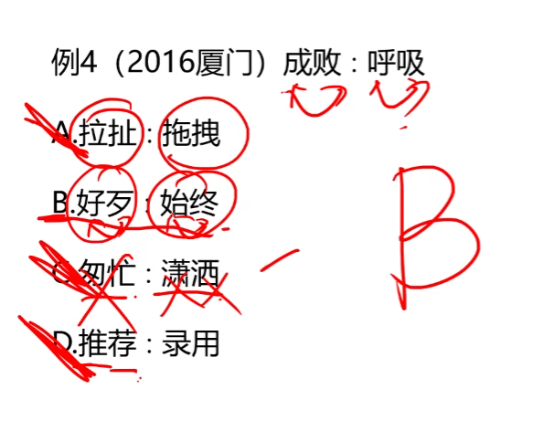 例4（2016厦门）成败：呼吸
A.拉扯：拖拽
B.好歹：始终
C.匆忙：潇洒
D.推荐：录用
B